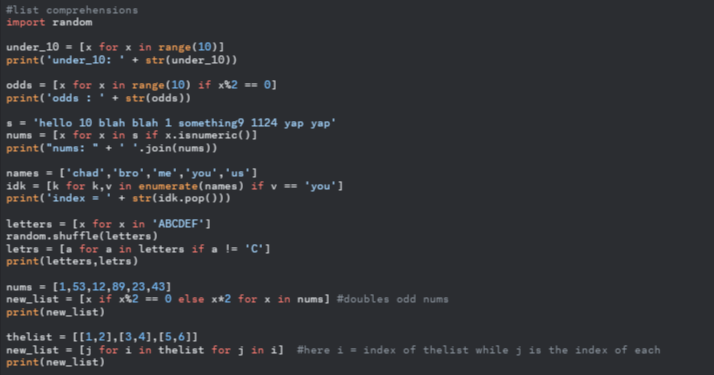 #list comprehensions
import random
under_10 = [x for x in range(10)]
print('under_10: ' + str(under_10))
odds = [x for x in range(10) if x%2 == 0]
print('odds : ' + str(odds))
s = 'hello 10 blah blah 1 something9 1124 yap yap'
nums = [x for x in s if x.isnumeric()]
print("nums: " + ' '.join(nums))
names = ['chad','bro','me','you','us']
idk = [k for k,v in enumerate(names) if v == 'you']
print('index = ' + str(idk.pop()))
letters = [x for x in 'ABCDEF']
random.shuffle(letters)
letrs = [a for a in letters if a != 'C']
print(letters,letrs)
nums = [1,53,12,89,23,43]
new_list = [x if x%2 == 0 else x*2 for x in nums] #doubles odd nums
print(new_list)
thelist = [[1,2],[3,4],[5,6]]
new_list = [j for i in thelist for j in i]  #here i = index of thelist while j is the index of each
print(new_list)